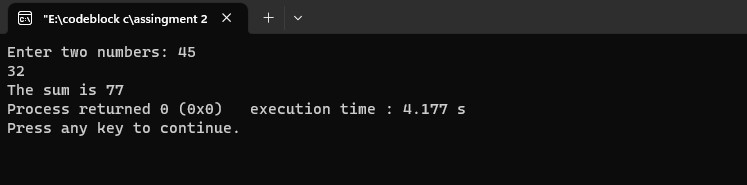 "E:\codeblock c\assingment 2
Enter two numbers: 45
32
The sum is 77
Process returned 0 (0x0)   execution time : 4.177 s
Press any key to continue.